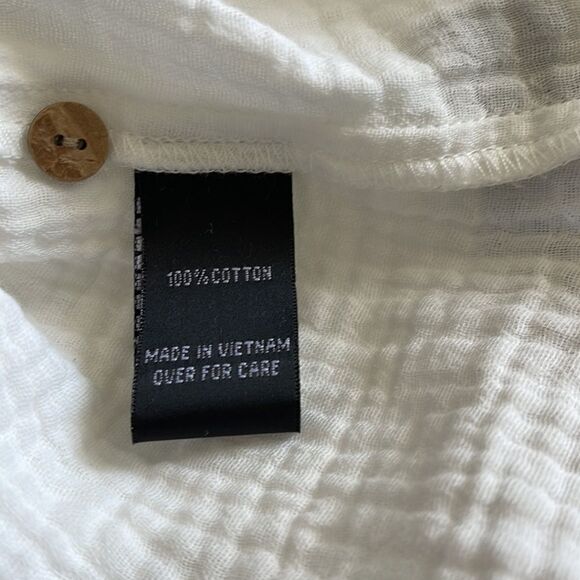 100% COTTON
MADE IN VIETNAM
OVER FOR CARE